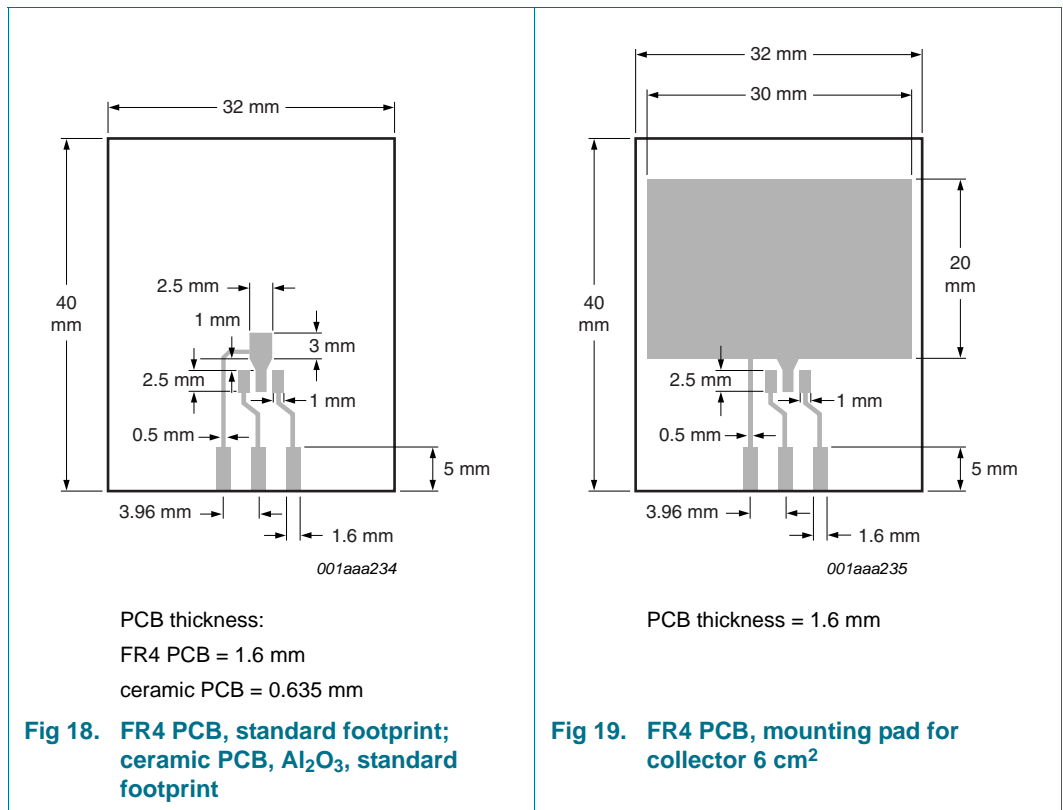 32 mm
40
mm
2.5 mm
1 mm
3 mm
2.5 mm
1 mm
0.5 mm
5 mm
3.96 mm
1.6 mm
001aaa234
PCB thickness:
FR4 PCB = 1.6 mm
ceramic PCB = 0.635 mm
Fig 18. FR4 PCB, standard footprint;
ceramic PCB, Al₂O₃, standard
footprint
32 mm
30 mm
40
mm
20
mm
2.5 mm
1 mm
0.5 mm
5 mm
3.96 mm
1.6 mm
001aaa235
PCB thickness = 1.6 mm
Fig 19. FR4 PCB, mounting pad for
collector 6 cm²